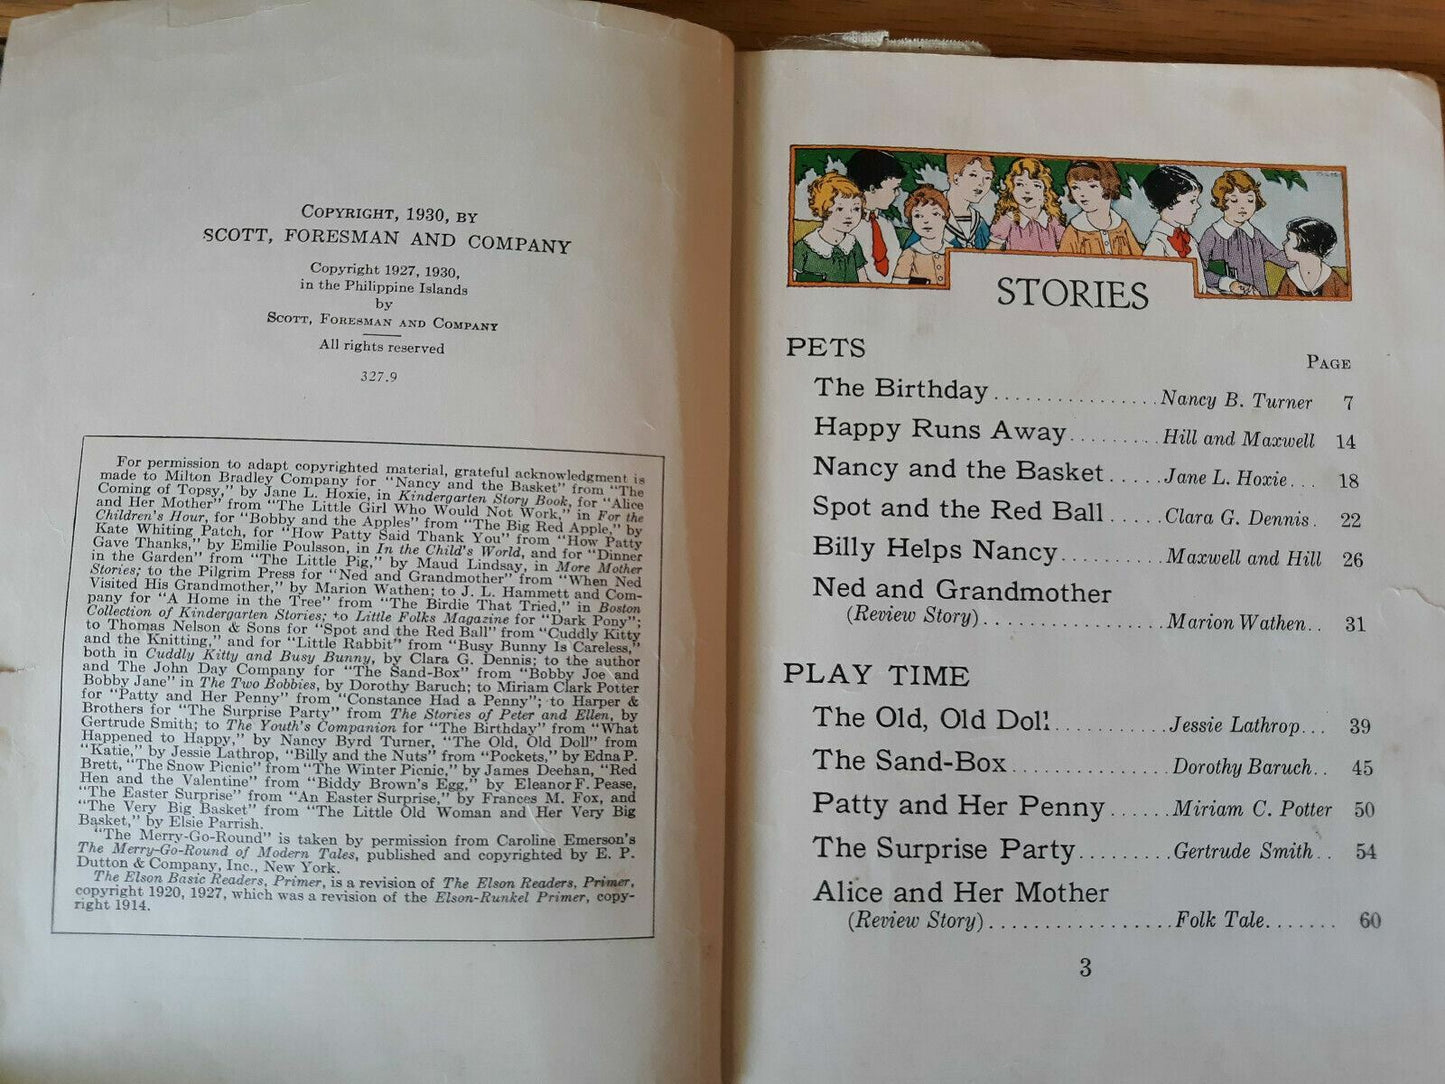 COPYRIGHT, 1930, BY
SCOTT, FORESMAN AND COMPANY
Copyright 1927, 1930,
in the Philippine Islands
by
SCOTT, FORESMAN AND COMPANY
All rights reserved
327.9
For permission to adapt copyrighted material, grateful acknowledgment is
made to Milton Bradley Company for "Nancy and the Basket" from "The
Coming of Topsy," by Jane L. Hoxie, in Kindergarten Story Book, for "Alice
and Her Mother" from "The Little Girl Who Would Not Work," in For the
Children's Hour, for "Bobby and the Apples" from "The Big Red Apple," by
Kate Whiting Patch, for "How Patty Said Thank You" from "How Patty
Gave Thanks," by Emilie Poulsson, in In the Child's World, and for "Dinner
in the Garden" from "The Little Pig," by Maud Lindsay, in More Mother
Stories; to the Pilgrim Press for "Ned and Grandmother" from "When Ned
Visited His Grandmother," by Marion Wathen; to J. L. Hammett and Com-
pany for "A Home in the Tree" from "The Birdie That Tried," in Boston
Collection of Kindergarten Stories; to Little Folks Magazine for "Dark Pony";
to Thomas Nelson & Sons for "Spot and the Red Ball" from "Cuddly Kitty
and the Knitting," and for "Little Rabbit" from "Busy Bunny Is Careless,"
both in Cuddly Kitty and Busy Bunny, by Clara G. Dennis; to the author
and The John Day Company for "The Sand-Box" from "Bobby Joe and
Bobby Jane" in The Two Bobbies, by Dorothy Baruch; to Miriam Clark Potter
for "Patty and Her Penny" from "Constance Had a Penny"; to Harper &
Brothers for "The Surprise Party" from The Stories of Peter and Ellen, by
Gertrude Smith; to The Youth's Companion for "The Birthday" from "What
Happened to Happy," by Nancy Byrd Turner, "The Old, Old Doll" from
"Katie," by Jessie Lathrop, "Billy and the Nuts" from "Pockets," by Edna P.
Brett, "The Snow Picnic" from "The Winter Picnic," by James Deehan, "Red
Hen and the Valentine" from "Biddy Brown's Egg," by Eleanor F. Pease,
"The Easter Surprise" from "An Easter Surprise," by Frances M. Fox, and
"The Very Big Basket" from "The Little Old Woman and Her Very Big
Basket," by Elsie Parrish.
"The Merry-Go-Round" is taken by permission from Caroline Emerson's
The Merry-Go-Round of Modern Tales, published and copyrighted by E. P.
Dutton & Company, Inc., New York.
The Elson Basic Readers, Primer, is a revision of The Elson Readers, Primer,
copyright 1920, 1927, which was a revision of the Elson-Runkel Primer, copy-
right 1914.
STORIES
PETS
PAGE
The Birthday................Nancy B. Turner 7
Happy Runs Away.........Hill and Maxwell 14
Nancy and the Basket......Jane L. Hoxie... 18
Spot and the Red Ball.....Clara G. Dennis. 22
Billy Helps Nancy..........Maxwell and Hill 26
Ned and Grandmother
(Review Story).................Marion Wathen.. 31
PLAY TIME
The Old, Old Doll...........Jessie Lathrop... 39
The Sand-Box...............Dorothy Baruch.. 45
Patty and Her Penny......Miriam C. Potter 50
The Surprise Party.........Gertrude Smith.. 54
Alice and Her Mother
(Review Story)..................Folk Tale....... 60
3